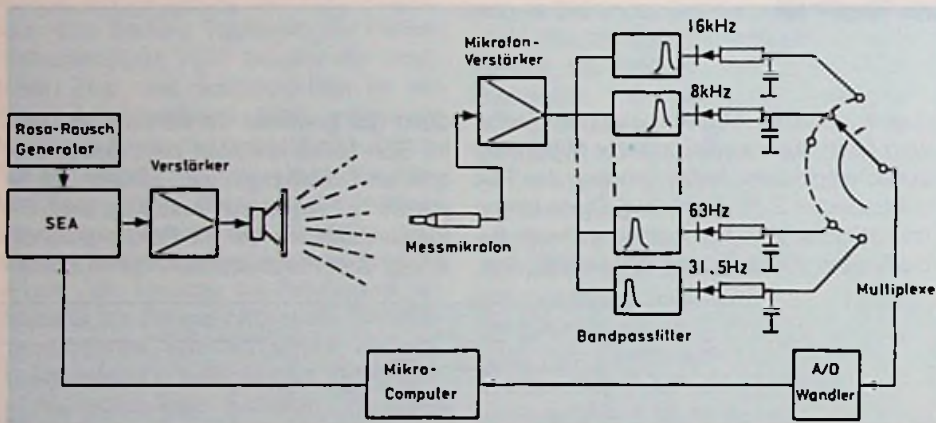 16kHz
Mikrofon-
Verstärker
8kHz
Rosa-Rausch
Generator
Verstärker
SEA
Messmikrofon
63Hz
31.5Hz
Multiplexe
Bandpassfilter
Mikro-
Computer
A/D
Wandler